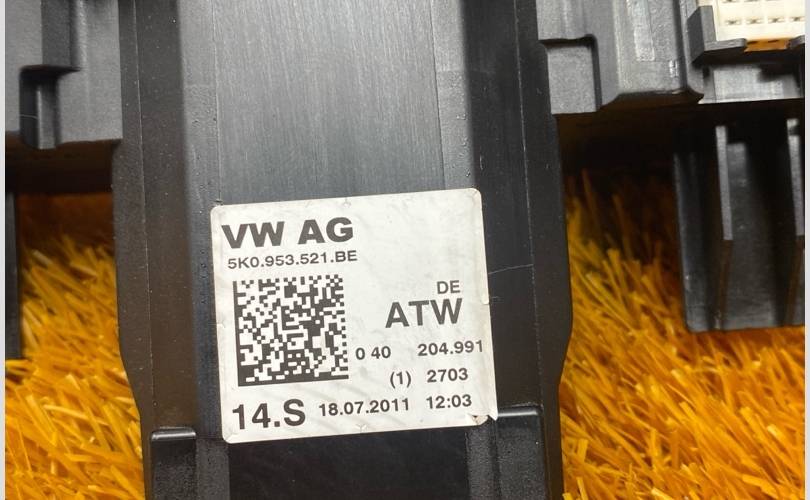 VW AG
5K0.953.521.BE
DE
ATW
0 40 204.991
(1) 2703
14.S 18.07.2011 12:03